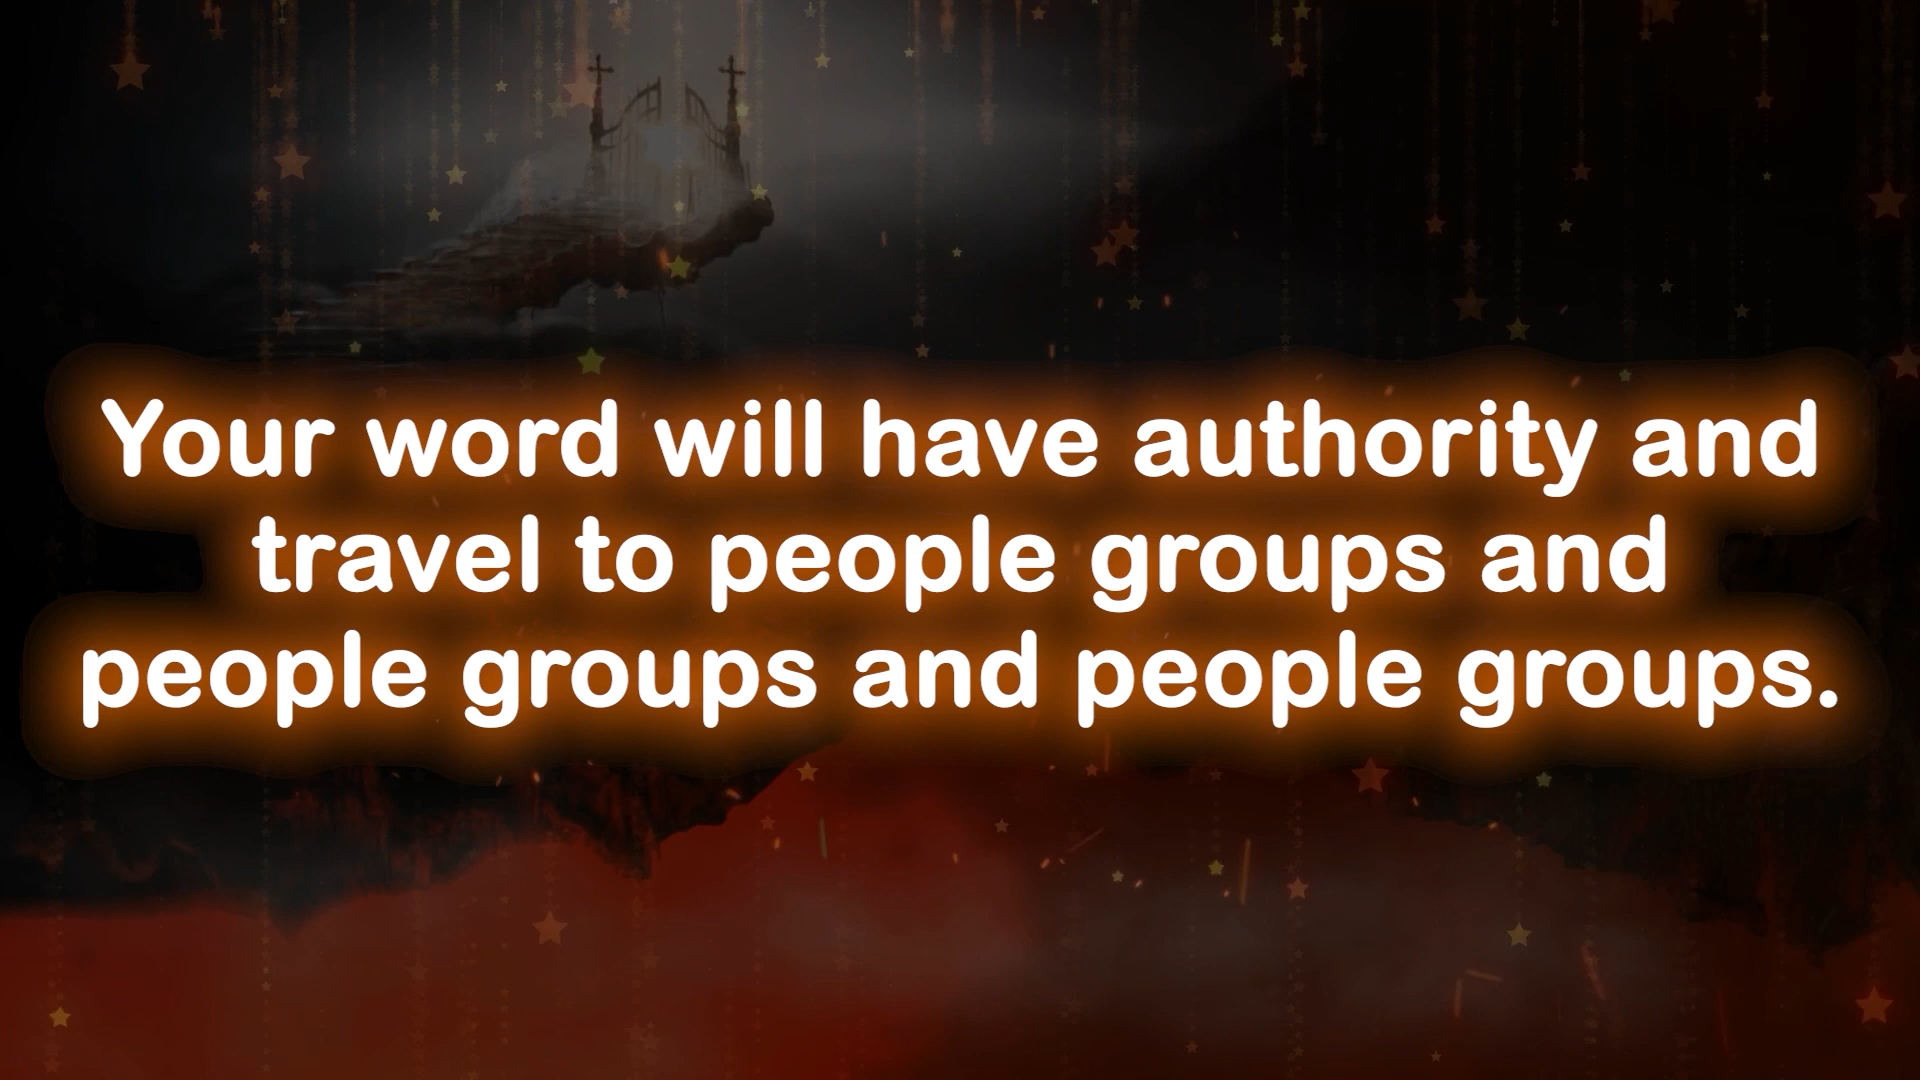 Your word will have authority and
travel to people groups and
people groups and people groups.